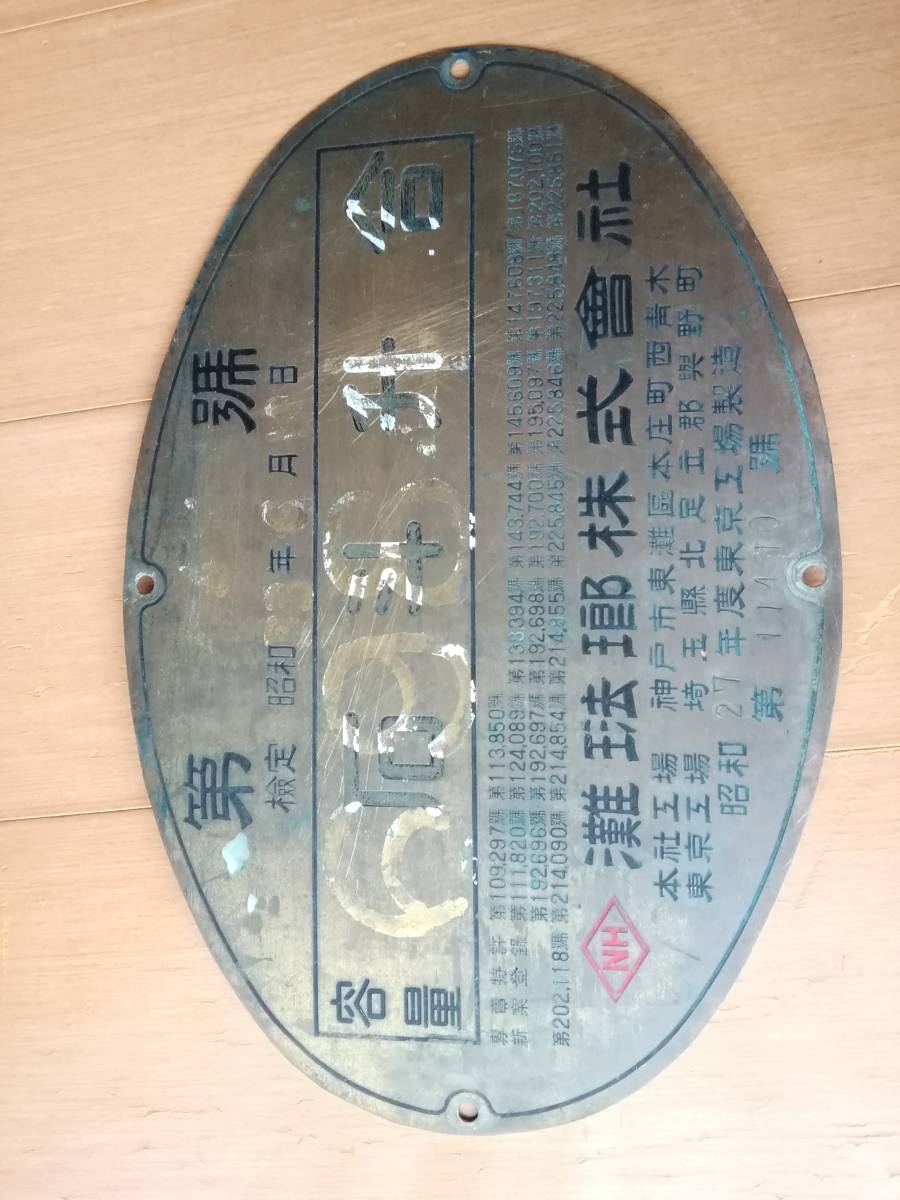 第 號
檢定 昭和 年 6 月 日
容量 石 斗 升 合
專賣特許 第109,297號 第113,850號
新案登錄 第111,820號 第124,089號 第138,394號 第143,744號 第145,609號 第147,508號 第187,075號
第192,696號 第192,697號 第192,698號 第192,700號 第195,097號 第197,311號 第202,100號
第202,118號 第214,090號 第214,854號 第214,855號 第225,845號 第225,846號 第225,848號 第225,861號
NH 灘琺瑯株式會社
本社工場 神戸市東灘區本庄町西青木
東京工場 埼玉縣北足立郡與野町
昭和27年度東京工場製造
第 11410 號